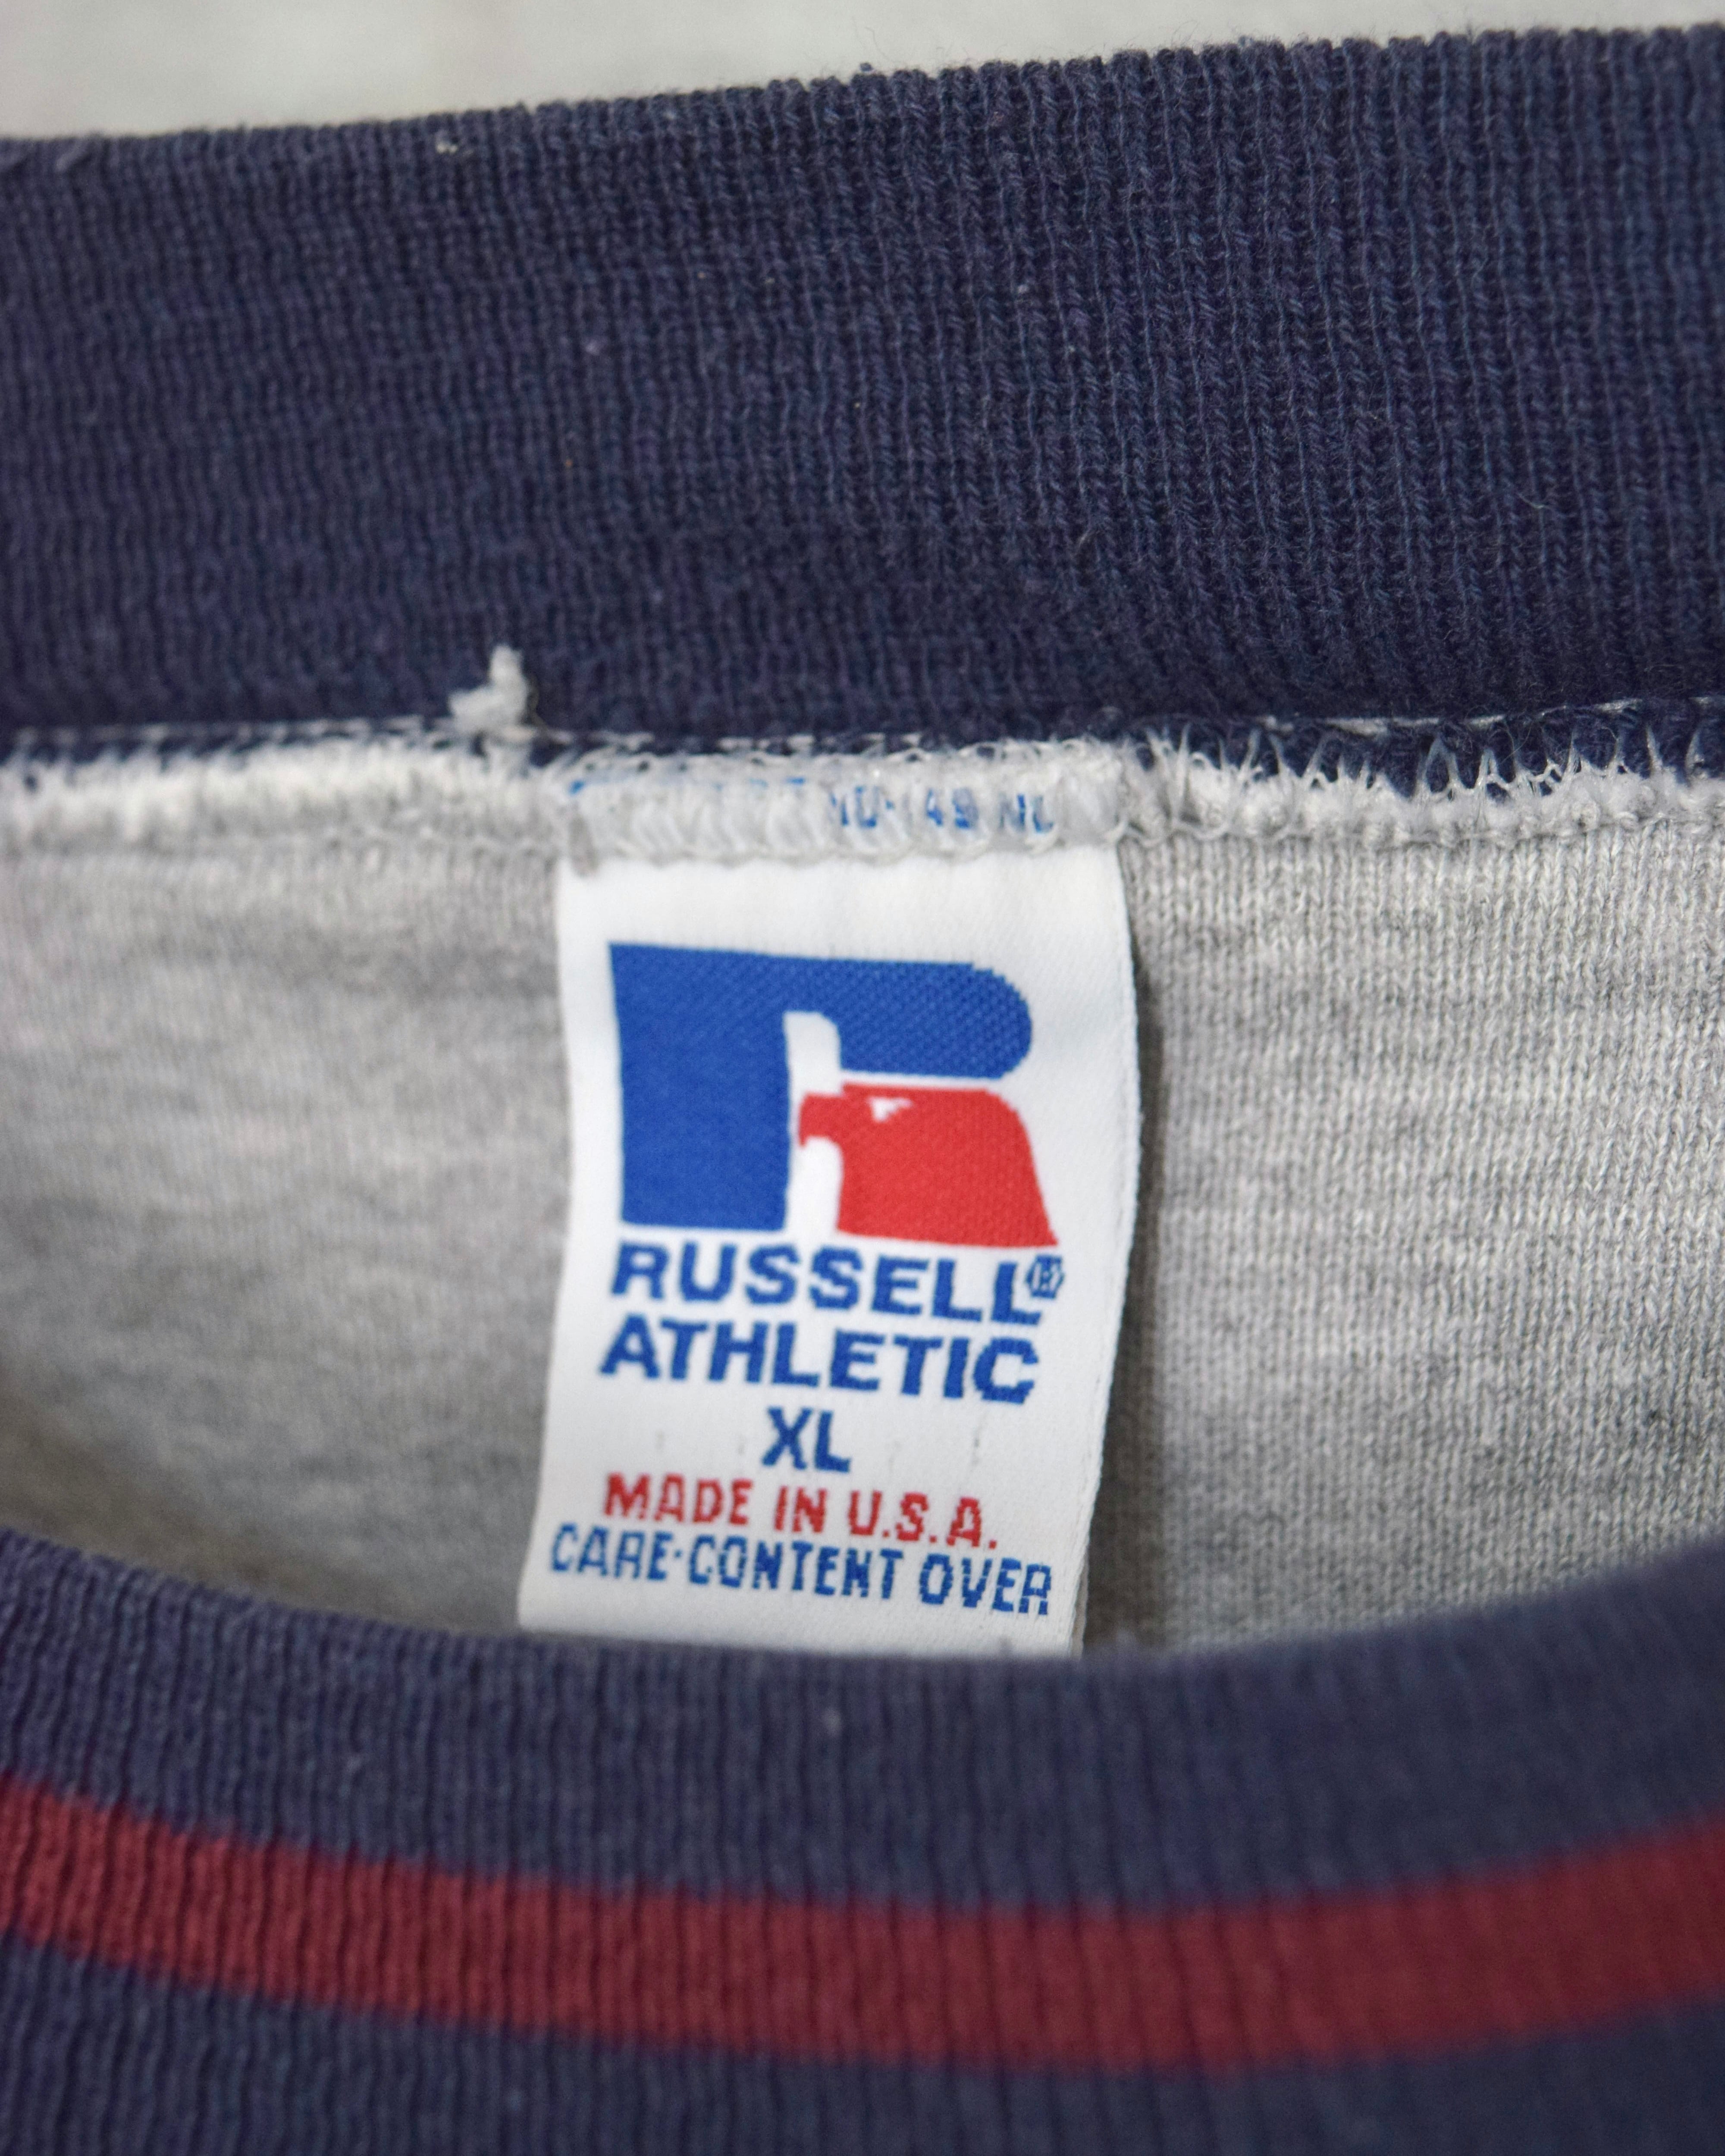 RUSSELL®
ATHLETIC
XL
MADE IN U.S.A.
CARE·CONTENT OVER